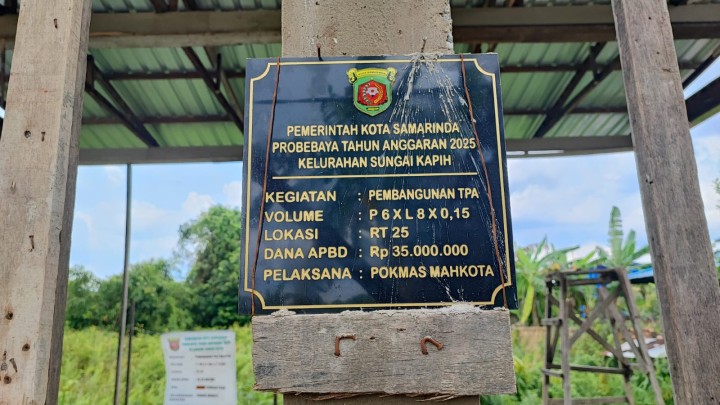 PEMERINTAH KOTA SAMARINDA
PROBEBAYA TAHUN ANGGARAN 2025
KELURAHAN SUNGAI KAPIH
KEGIATAN : PEMBANGUNAN TPA
VOLUME : P 6 X L 8 X 0,15
LOKASI : RT 25
DANA APBD : Rp 35.000.000
PELAKSANA : POKMAS MAHKOTA